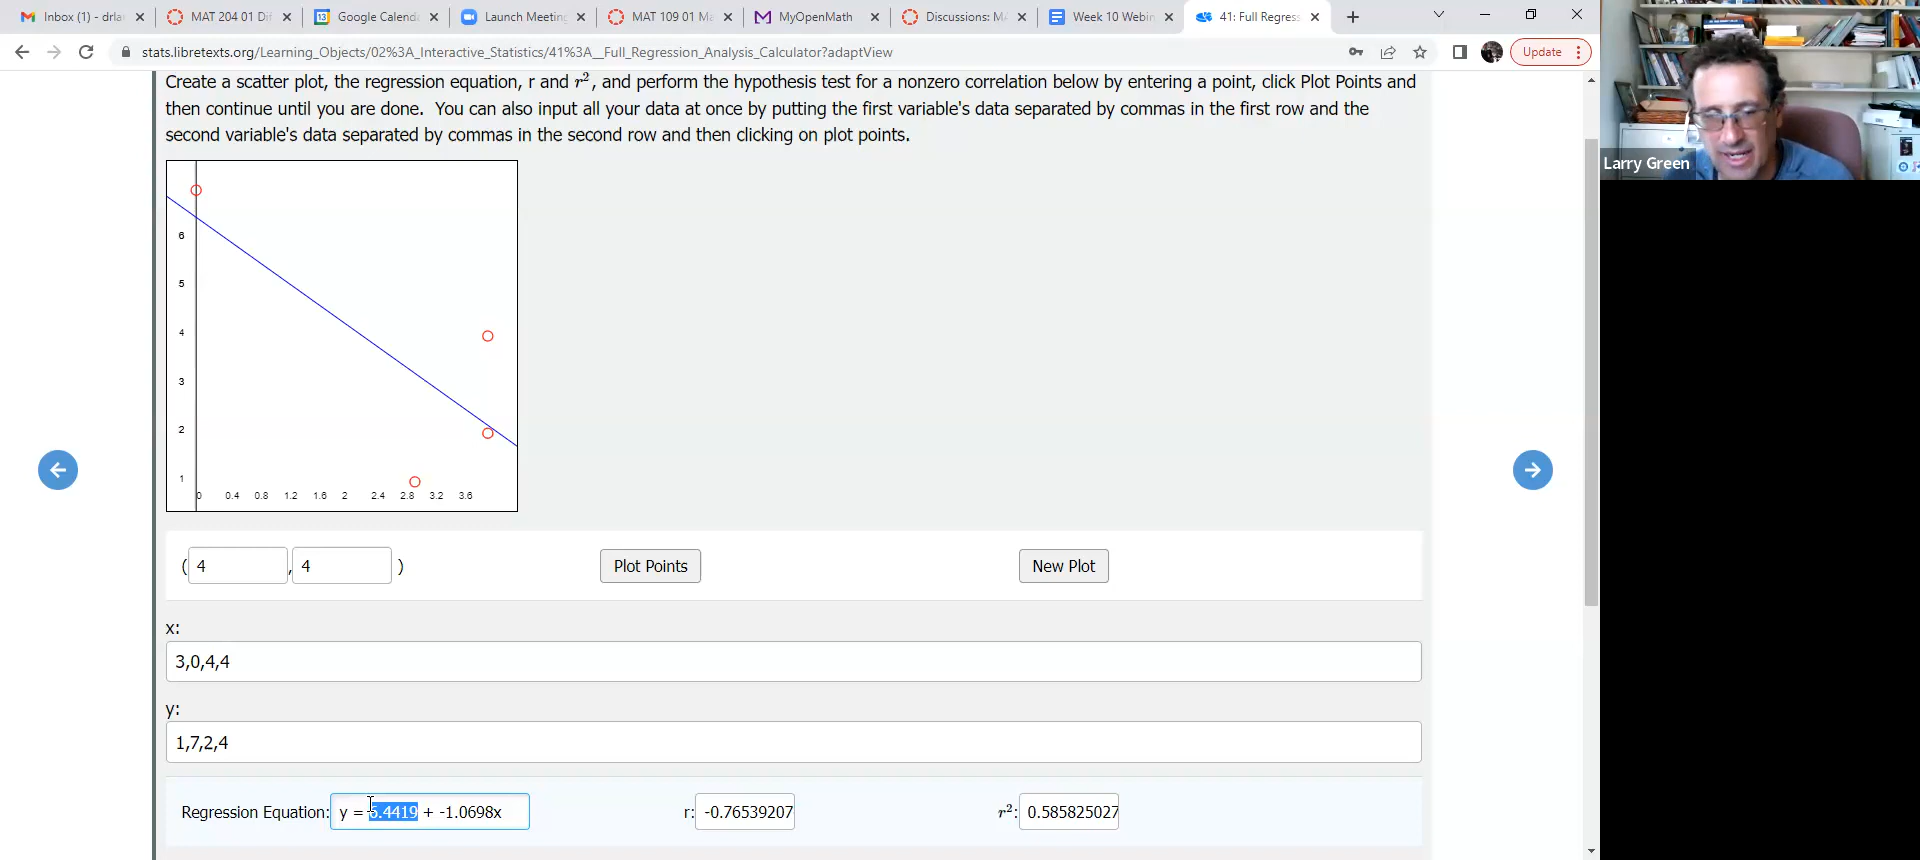 Inbox (1) - drla
MAT 204 01 Dif
Google Calend
Launch Meeting
MAT 109 01 Ma
MyOpenMath
Discussions: M
Week 10 Webin
41: Full Regress
stats.libretexts.org/Learning_Objects/02%3A_Interactive_Statistics/41%3A__Full_Regression_Analysis_Calculator?adaptView
Update
Create a scatter plot, the regression equation, r and r², and perform the hypothesis test for a nonzero correlation below by entering a point, click Plot Points and
then continue until you are done. You can also input all your data at once by putting the first variable's data separated by commas in the first row and the
second variable's data separated by commas in the second row and then clicking on plot points.
Larry Green
6
5
4
3
2
1
0 0.4 0.8 1.2 1.6 2 2.4 2.8 3.2 3.6
( 4 , 4 ) Plot Points New Plot
x:
3,0,4,4
y:
1,7,2,4
Regression Equation: y = 6.4419 + -1.0698x r: -0.76539207 r²: 0.585825027